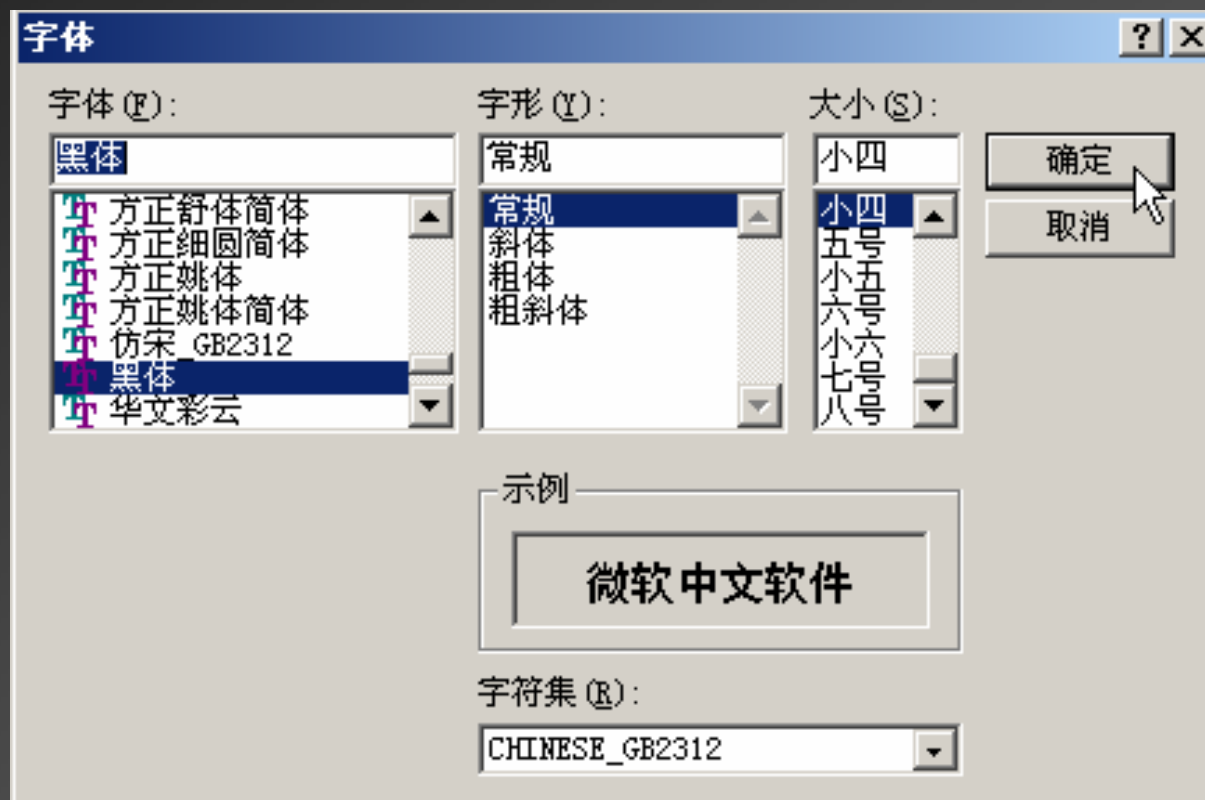 字体
字体(F):
黑体
方正舒体简体
方正细圆简体
方正姚体
方正姚体简体
仿宋_GB2312
黑体
华文彩云
字形(Y):
常规
常规
斜体
粗体
粗斜体
大小(S):
小四
小四
五号
小五
六号
小六
七号
八号
确定
取消
示例
微软中文软件
字符集(R):
CHINESE_GB2312